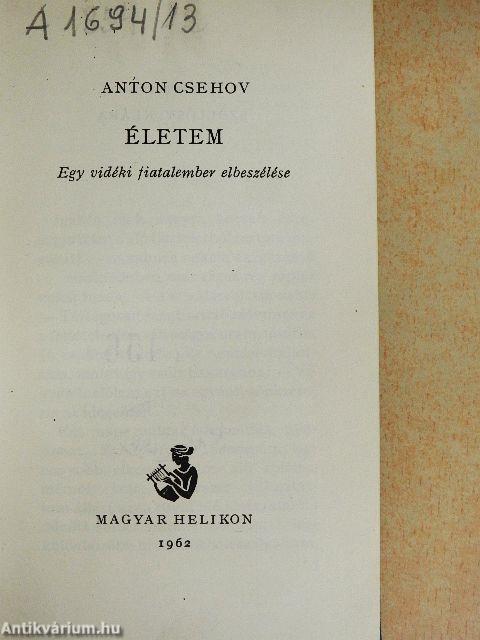 A 1694/13
ANTON CSEHOV
ÉLETEM
Egy vidéki fiatalember elbeszélése
MAGYAR HELIKON
1962
Antikvárium.hu